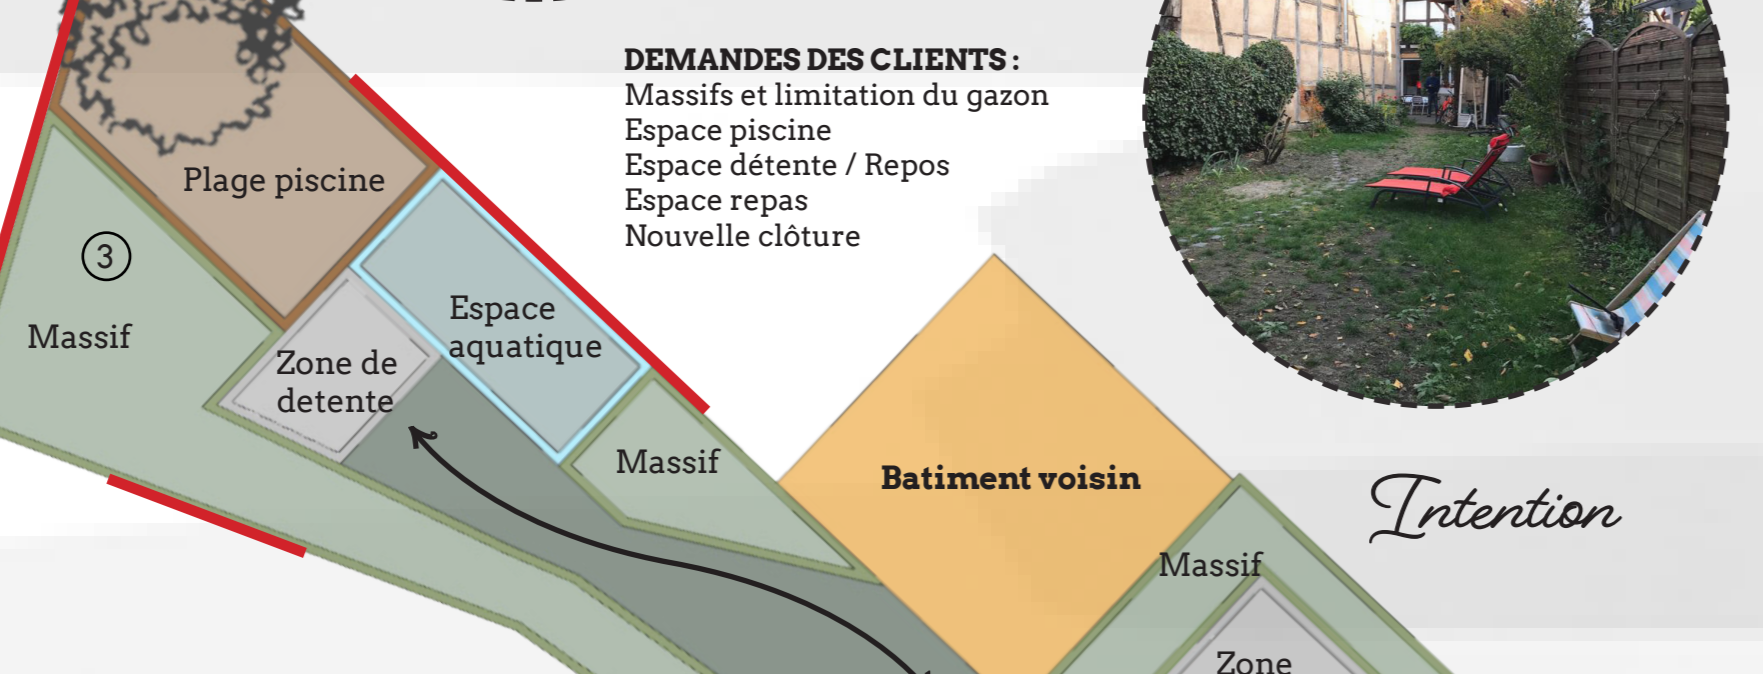 DEMANDES DES CLIENTS :
Massifs et limitation du gazon
Espace piscine
Espace détente / Repos
Espace repas
Nouvelle clôture
Plage piscine
3
Massif
Espace
aquatique
Zone de
detente
Massif
Batiment voisin
Intention
Massif
Zone